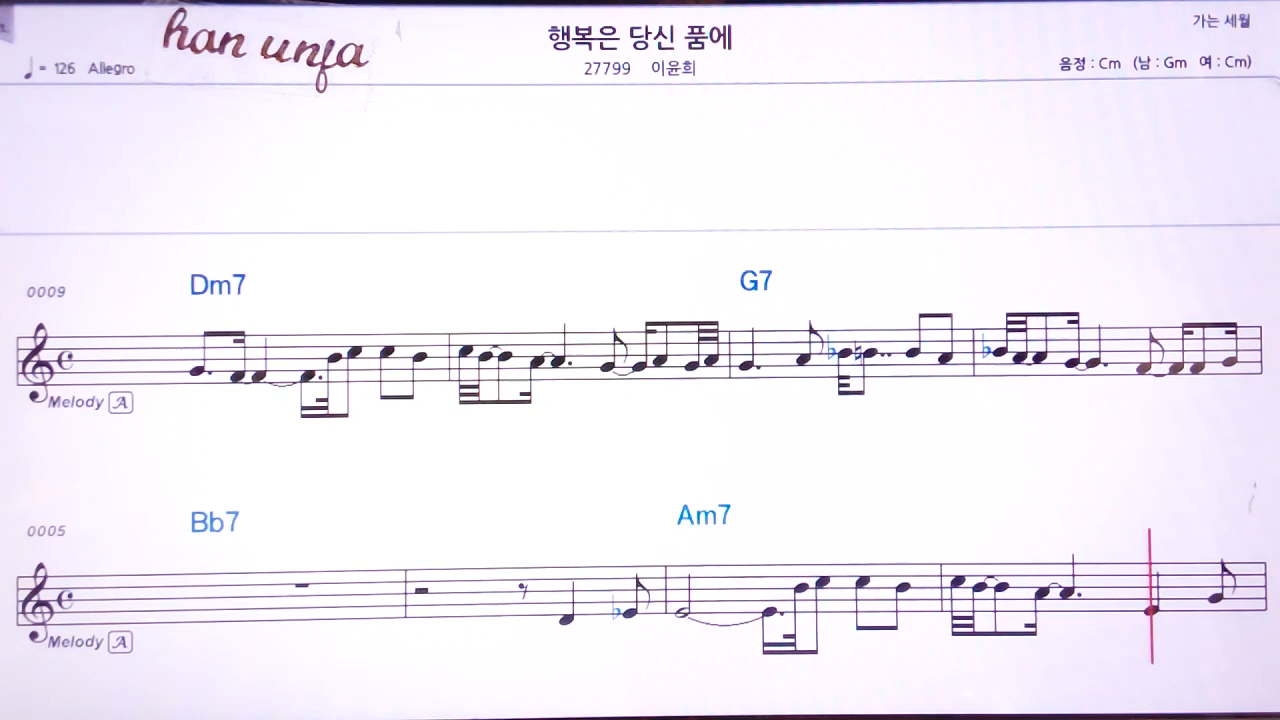 han unfa
행복은 당신 품에
가는 세월
♩= 126 Allegro
27799 이윤희
음정 : Cm (남 : Gm 여 : Cm)
0009
Dm7
G7
Melody A
0005
Bb7
Am7
Melody A